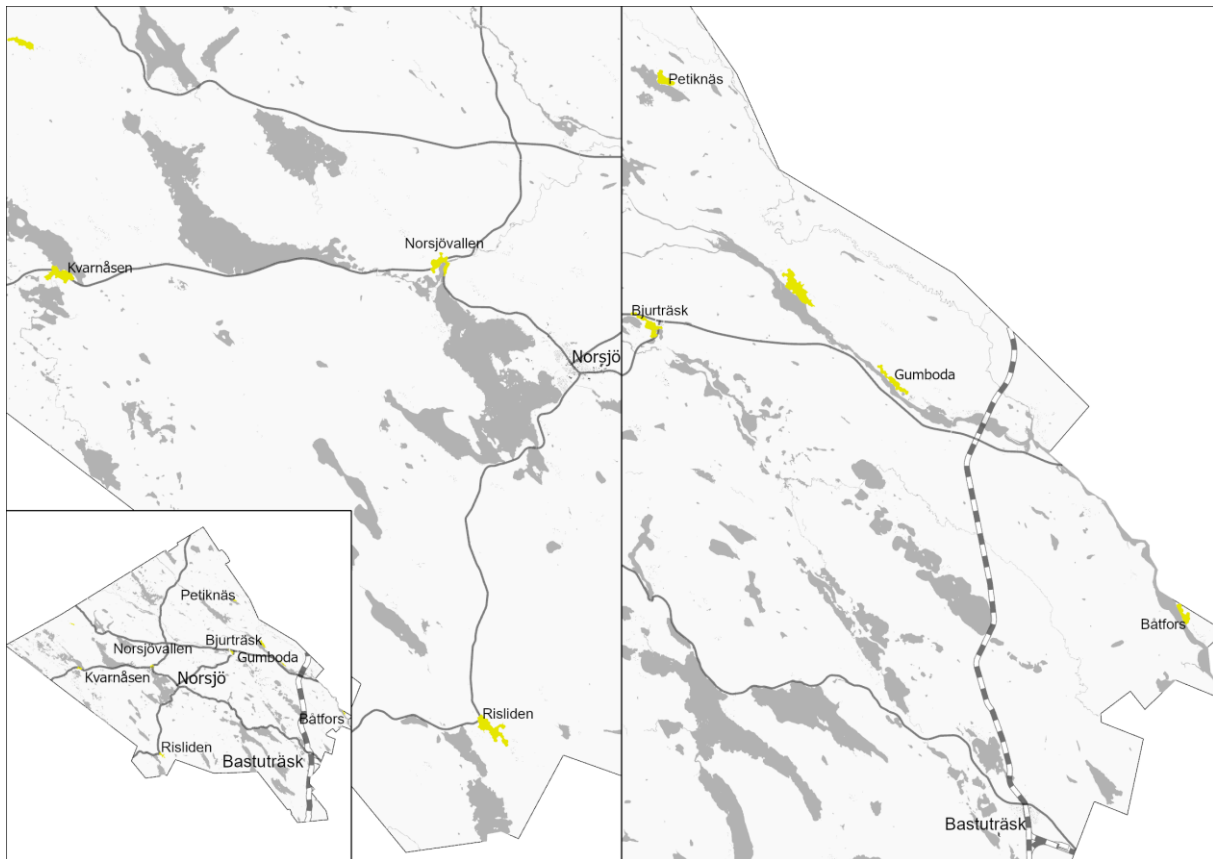 Norsjövallen
Kvarnåsen
Norsjö
Risliden
Petiknäs
Bjurträsk
Gumboda
Båtfors
Bastuträsk
Petiknäs
Bjurträsk
Norsjövallen
Gumboda
Kvarnåsen
Norsjö
Båtfors
Risliden
Bastuträsk